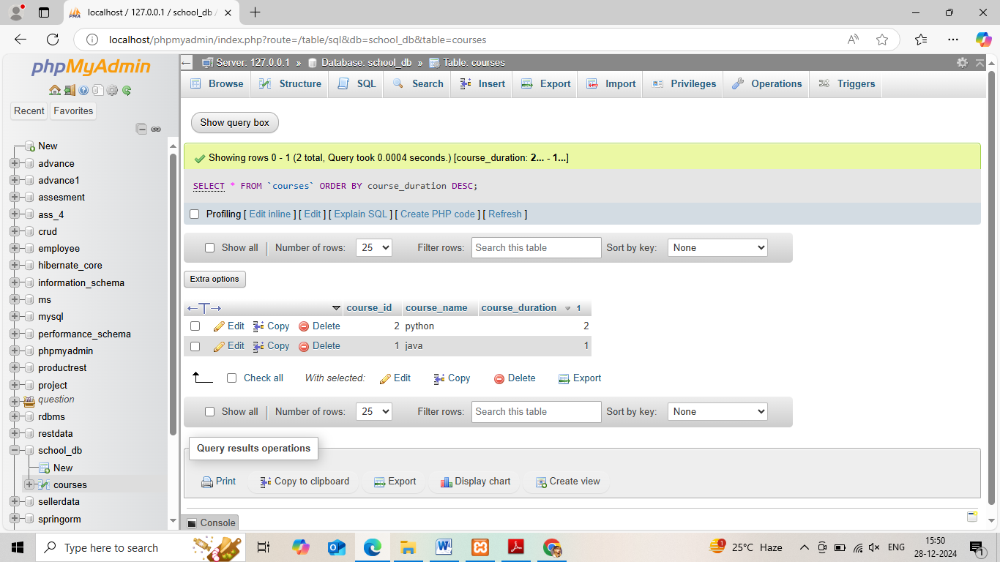 localhost / 127.0.0.1 / school_db /
localhost/phpmyadmin/index.php?route=/table/sql&db=school_db&table=courses
phpMyAdmin
Recent Favorites
New
advance
advance1
assesment
ass_4
crud
employee
hibernate_core
information_schema
ms
mysql
performance_schema
phpmyadmin
productrest
project
question
rdbms
restdata
school_db
New
courses
sellerdata
springorm
Server: 127.0.0.1 » Database: school_db » Table: courses
Browse Structure SQL Search Insert Export Import Privileges Operations Triggers
Show query box
Showing rows 0 - 1 (2 total, Query took 0.0004 seconds.) [course_duration: 2... - 1...]
SELECT * FROM `courses` ORDER BY course_duration DESC;
Profiling [ Edit inline ] [ Edit ] [ Explain SQL ] [ Create PHP code ] [ Refresh ]
Show all Number of rows: 25 Filter rows: Search this table Sort by key: None
Extra options
←T→ course_id course_name course_duration 1
Edit Copy Delete 2 python 2
Edit Copy Delete 1 java 1
Check all With selected: Edit Copy Delete Export
Show all Number of rows: 25 Filter rows: Search this table Sort by key: None
Query results operations
Print Copy to clipboard Export Display chart Create view
Console
Type here to search
25°C Haze
ENG
15:50
28-12-2024